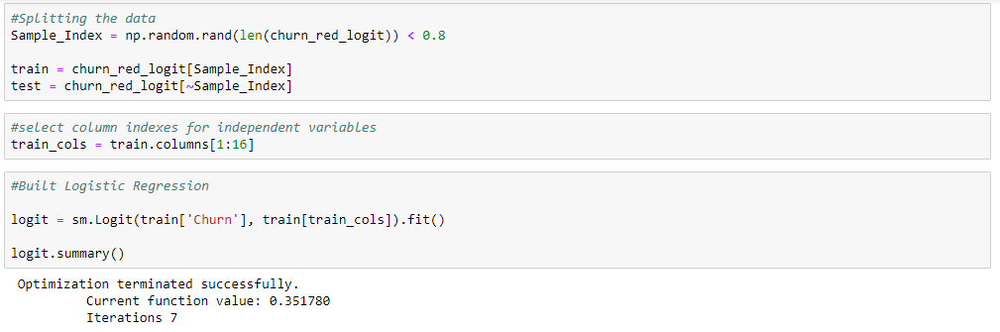 #Splitting the data
Sample_Index = np.random.rand(len(churn_red_logit)) < 0.8
train = churn_red_logit[Sample_Index]
test = churn_red_logit[~Sample_Index]
#select column indexes for independent variables
train_cols = train.columns[1:16]
#Built Logistic Regression
logit = sm.Logit(train['Churn'], train[train_cols]).fit()
logit.summary()
Optimization terminated successfully.
Current function value: 0.351780
Iterations 7